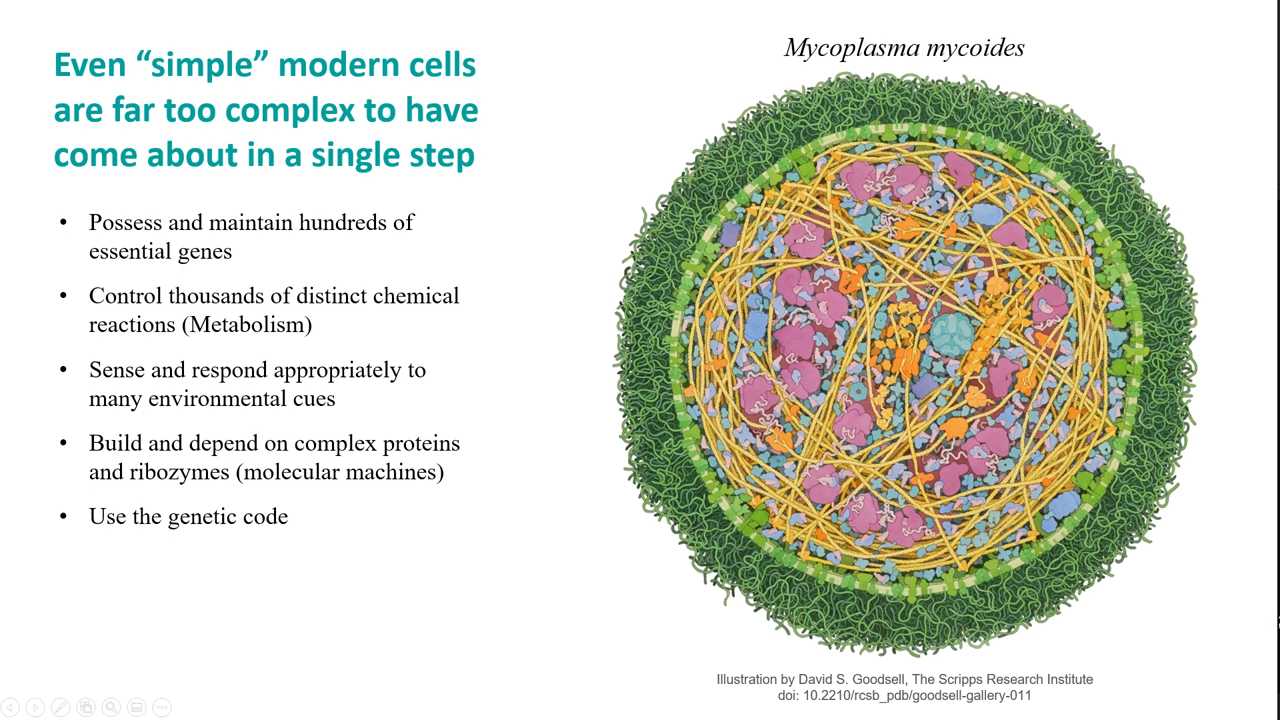 Even “simple” modern cells
are far too complex to have
come about in a single step
• Possess and maintain hundreds of
essential genes
• Control thousands of distinct chemical
reactions (Metabolism)
• Sense and respond appropriately to
many environmental cues
• Build and depend on complex proteins
and ribozymes (molecular machines)
• Use the genetic code
Mycoplasma mycoides
Illustration by David S. Goodsell, The Scripps Research Institute
doi: 10.2210/rcsb_pdb/goodsell-gallery-011